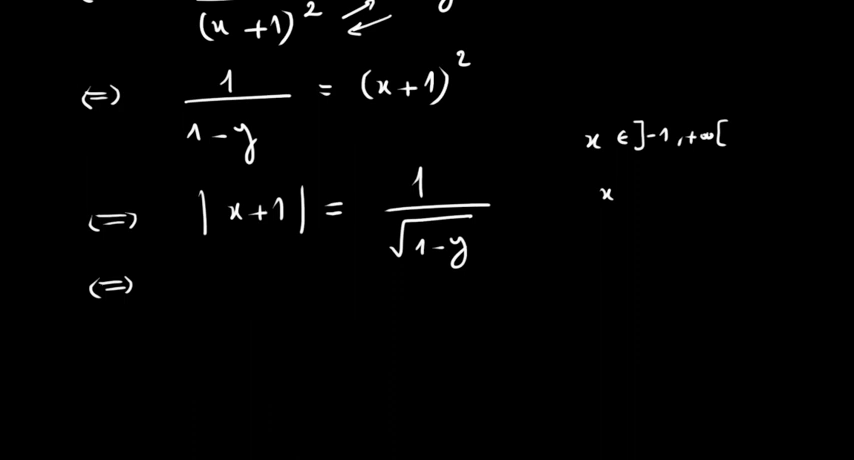 (x + 1)²
⇔ 1/(1 - y) = (x + 1)²
x ∈ ]-1, +∞[
⇔ |x + 1| = 1/√(1 - y)
x
⇔